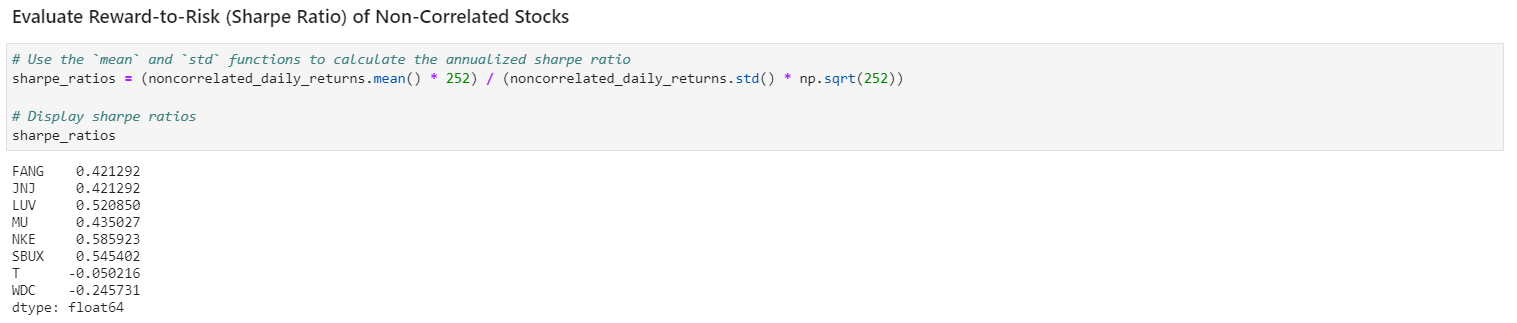 Evaluate Reward-to-Risk (Sharpe Ratio) of Non-Correlated Stocks
# Use the `mean` and `std` functions to calculate the annualized sharpe ratio
sharpe_ratios = (noncorrelated_daily_returns.mean() * 252) / (noncorrelated_daily_returns.std() * np.sqrt(252))
# Display sharpe ratios
sharpe_ratios
FANG    0.421292
JNJ     0.421292
LUV     0.520850
MU      0.435027
NKE     0.585923
SBUX    0.545402
T      -0.050216
WDC    -0.245731
dtype: float64